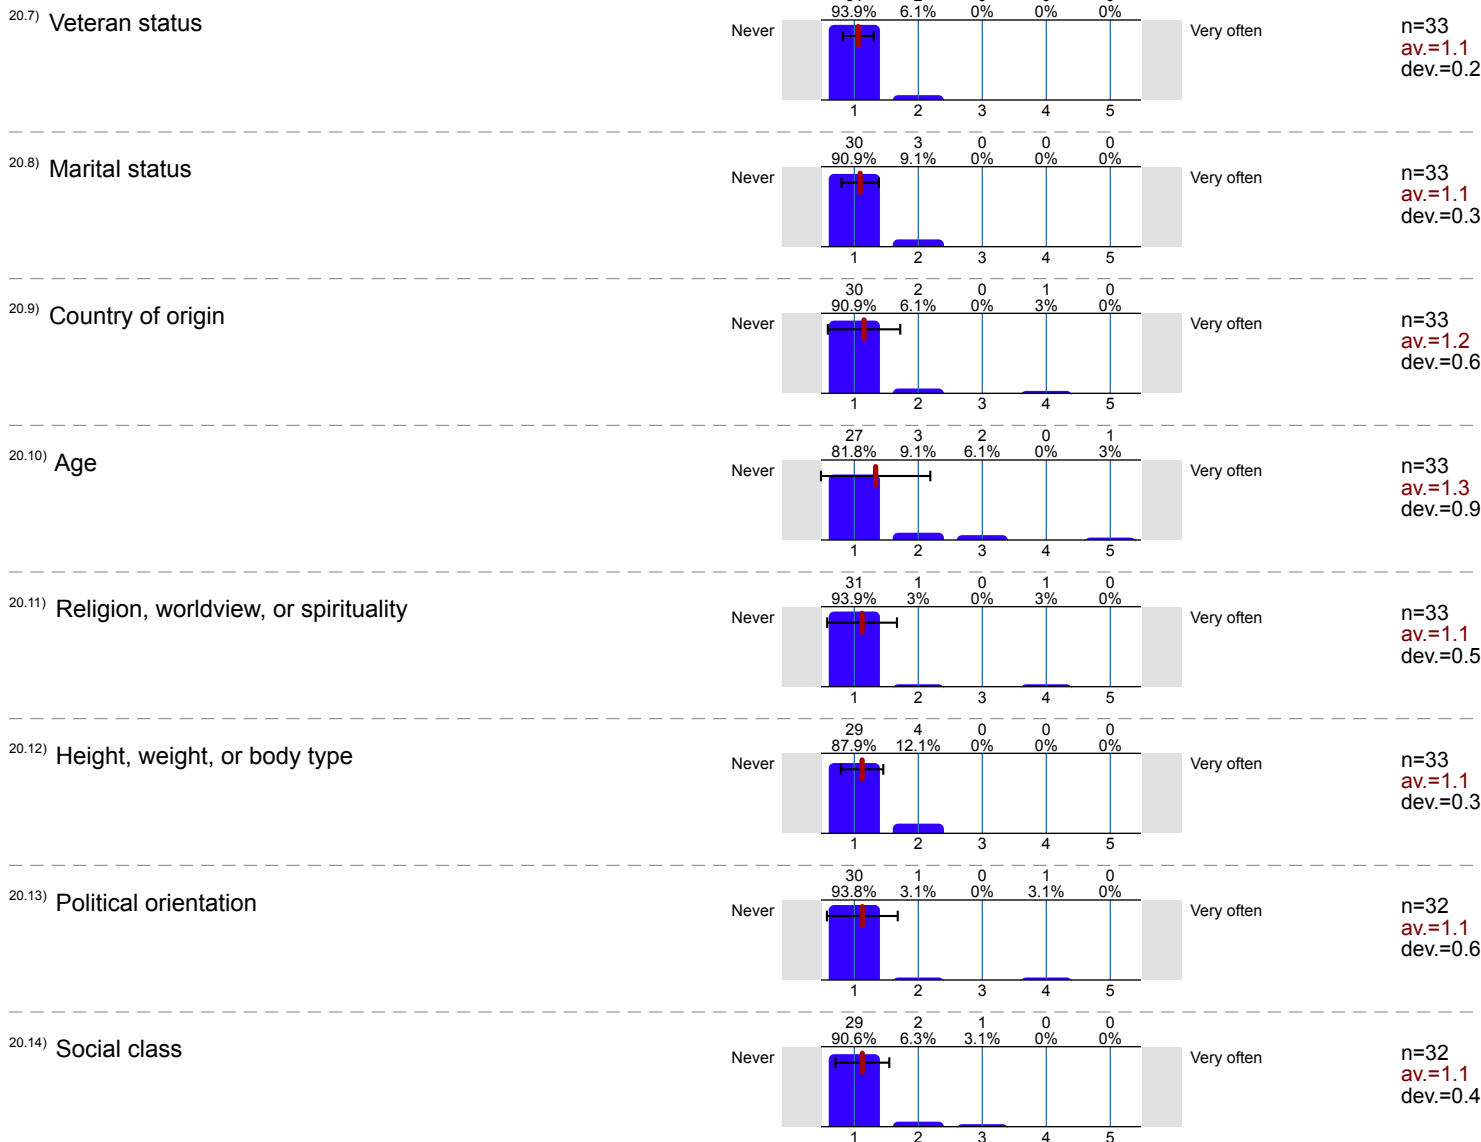 93.9% 6.1% 0% 0% 0%
20.7) Veteran status
Never Very often
n=33
av.=1.1
dev.=0.2
1 2 3 4 5
30 3 0 0 0
90.9% 9.1% 0% 0% 0%
20.8) Marital status
Never Very often
n=33
av.=1.1
dev.=0.3
1 2 3 4 5
30 2 0 1 0
90.9% 6.1% 0% 3% 0%
20.9) Country of origin
Never Very often
n=33
av.=1.2
dev.=0.6
1 2 3 4 5
27 3 2 0 1
81.8% 9.1% 6.1% 0% 3%
20.10) Age
Never Very often
n=33
av.=1.3
dev.=0.9
1 2 3 4 5
31 1 0 1 0
93.9% 3% 0% 3% 0%
20.11) Religion, worldview, or spirituality
Never Very often
n=33
av.=1.1
dev.=0.5
1 2 3 4 5
29 4 0 0 0
87.9% 12.1% 0% 0% 0%
20.12) Height, weight, or body type
Never Very often
n=33
av.=1.1
dev.=0.3
1 2 3 4 5
30 1 0 1 0
93.8% 3.1% 0% 3.1% 0%
20.13) Political orientation
Never Very often
n=32
av.=1.1
dev.=0.6
1 2 3 4 5
29 2 1 0 0
90.6% 6.3% 3.1% 0% 0%
20.14) Social class
Never Very often
n=32
av.=1.1
dev.=0.4
1 2 3 4 5